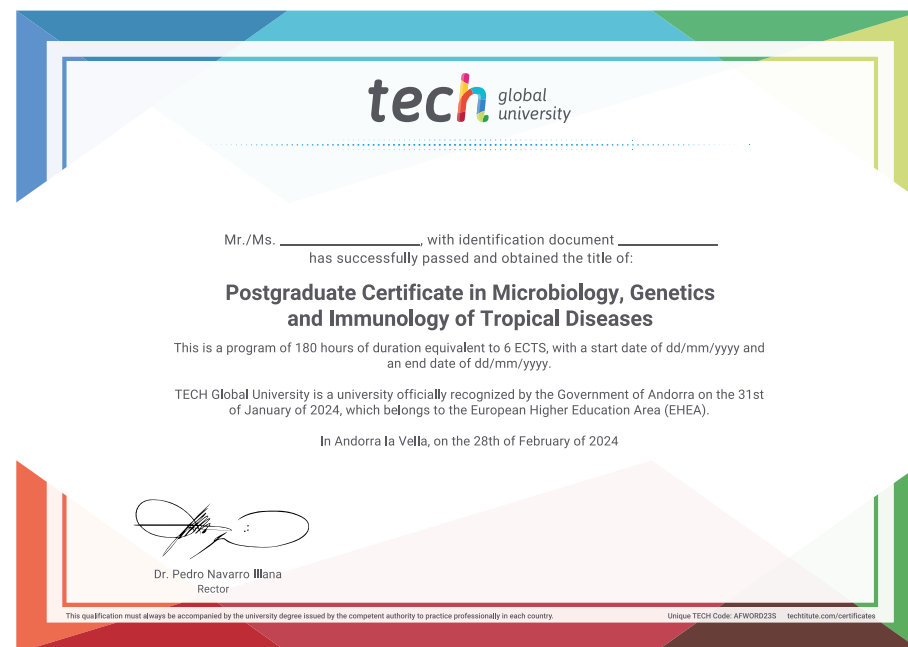 tech global
university
Mr./Ms. ____________________, with identification document ______________
has successfully passed and obtained the title of:
Postgraduate Certificate in Microbiology, Genetics
and Immunology of Tropical Diseases
This is a program of 180 hours of duration equivalent to 6 ECTS, with a start date of dd/mm/yyyy and
an end date of dd/mm/yyyy.
TECH Global University is a university officially recognized by the Government of Andorra on the 31st
of January of 2024, which belongs to the European Higher Education Area (EHEA).
In Andorra la Vella, on the 28th of February of 2024
Dr. Pedro Navarro Illana
Rector
This qualification must always be accompanied by the university degree issued by the competent authority to practice professionally in each country. Unique TECH Code: AFWORD23S techtitute.com/certificates